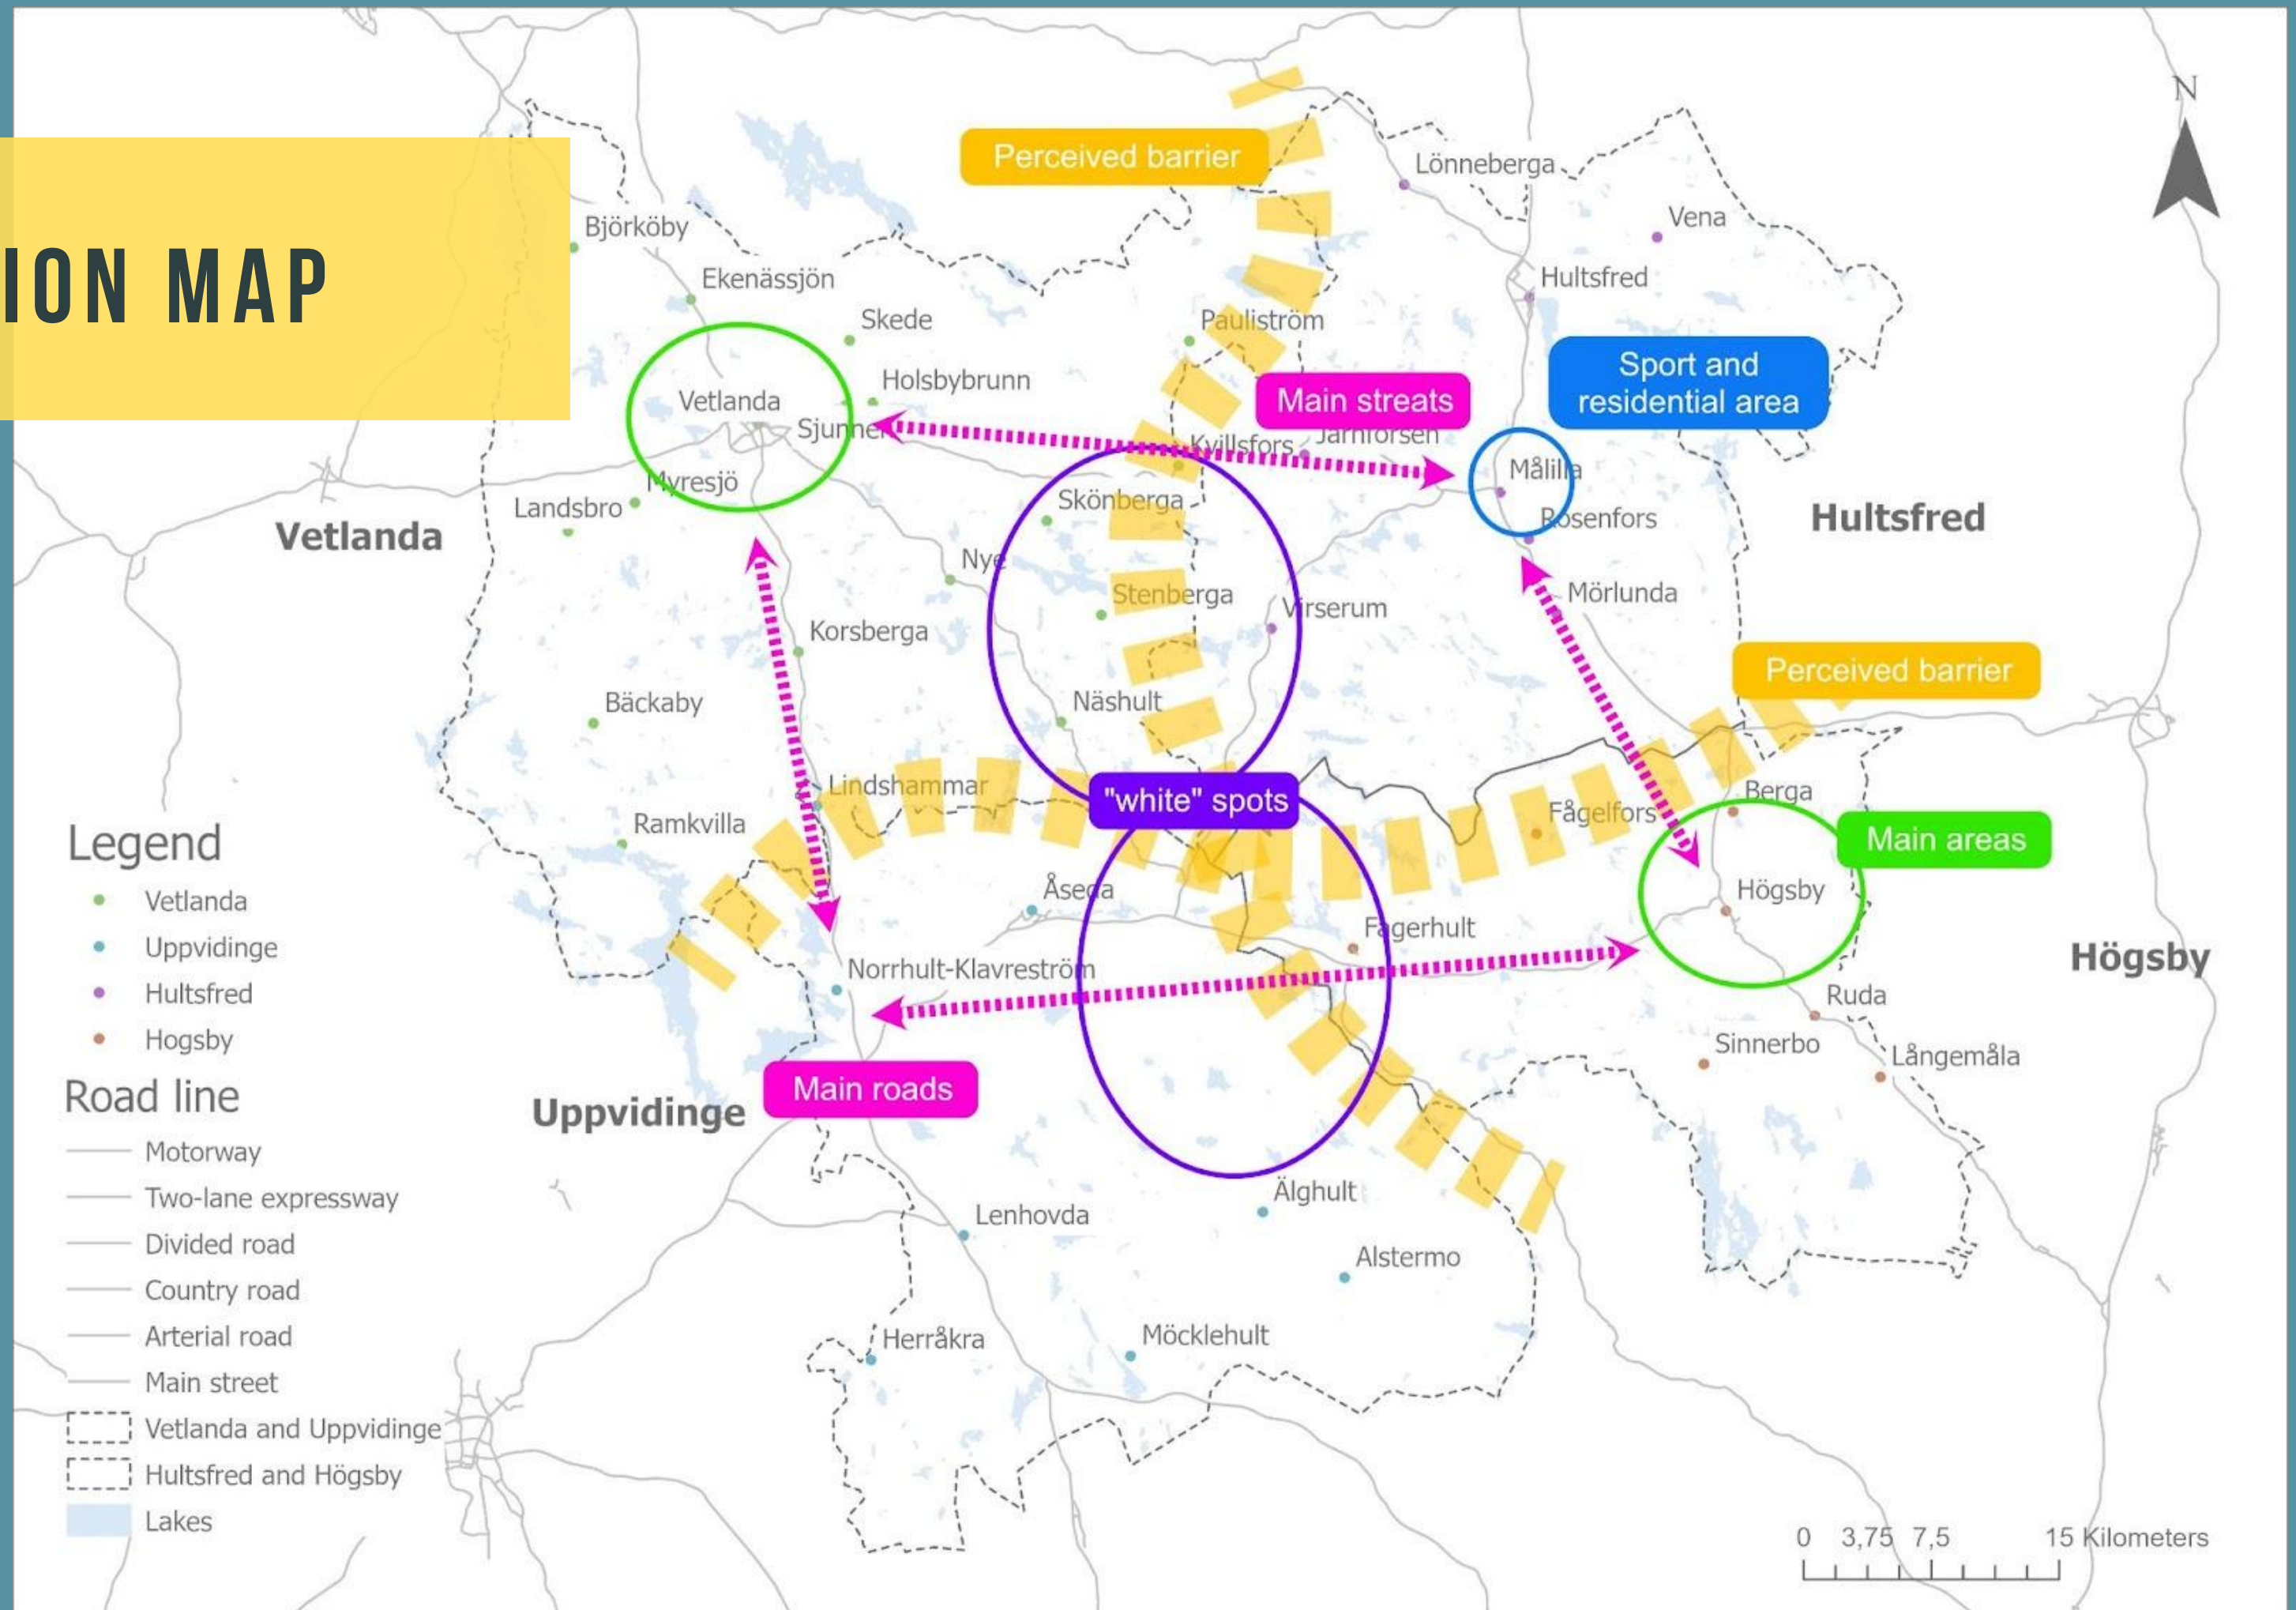 ION MAP
N
Perceived barrier
Lönneberga
Vena
Björköby
Ekenässjön
Hultsfred
Skede
Pauliström
Sport and
residential area
Holsbybrunn
Main streats
Vetlanda
Kvillsfors
Järnforsen
Målilla
Myresjö
Skönberga
Landsbro
Rosenfors
Hultsfred
Vetlanda
Nye
Stenberga
Virserum
Mörlunda
Korsberga
Perceived barrier
Bäckaby
Näshult
Lindshammar
"white" spots
Berga
Fågelfors
Ramkvilla
Main areas
Åseda
Högsby
Fagerhult
Högsby
Norrhult-Klavreström
Ruda
Sinnerbo
Långemåla
Main roads
Uppvidinge
Älghult
Lenhovda
Alstermo
Herråkra
Möcklehult
Legend
Vetlanda
Uppvidinge
Hultsfred
Hogsby
Road line
Motorway
Two-lane expressway
Divided road
Country road
Arterial road
Main street
Vetlanda and Uppvidinge
Hultsfred and Högsby
Lakes
0 3,75 7,5 15 Kilometers